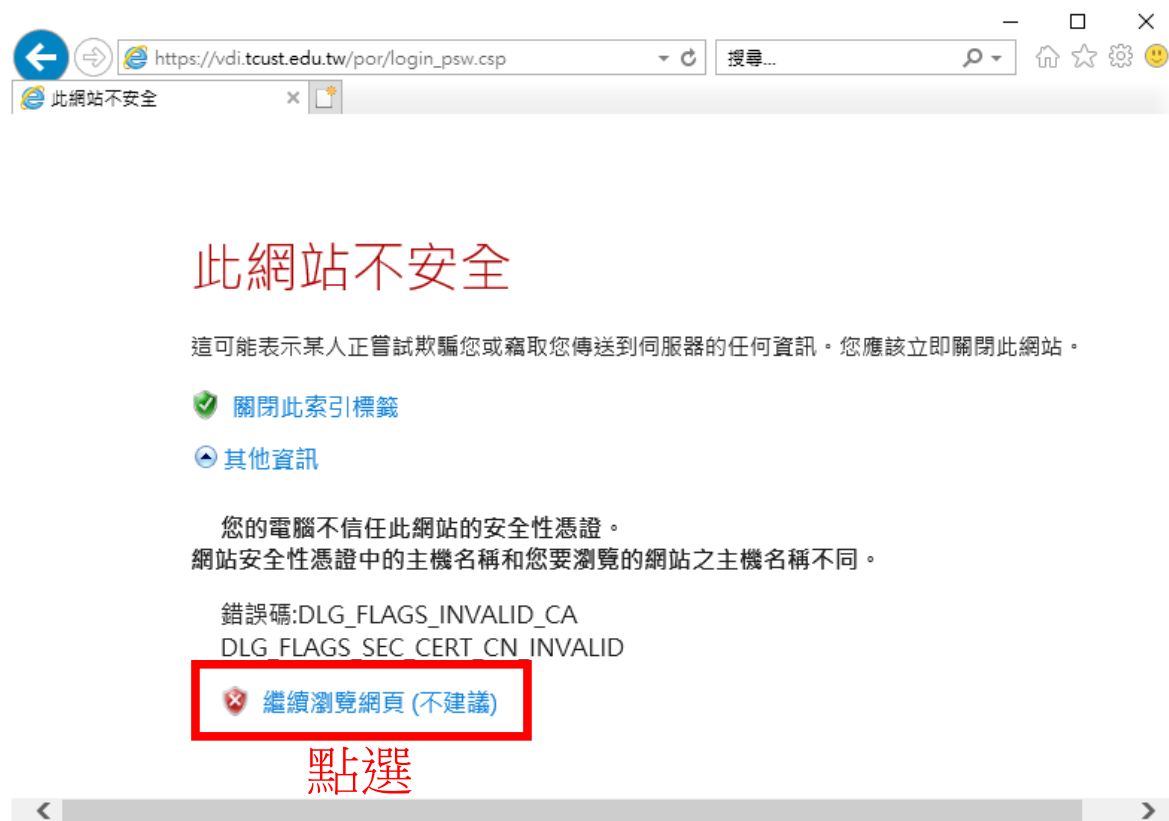 https://vdi.tcust.edu.tw/por/login_psw.csp
搜尋...
此網站不安全
此網站不安全
這可能表示某人正嘗試欺騙您或竊取您傳送到伺服器的任何資訊。您應該立即關閉此網站。
關閉此索引標籤
其他資訊
您的電腦不信任此網站的安全性憑證。
網站安全性憑證中的主機名稱和您要瀏覽的網站之主機名稱不同。
錯誤碼:DLG_FLAGS_INVALID_CA
DLG_FLAGS_SEC_CERT_CN_INVALID
繼續瀏覽網頁 (不建議)
點選